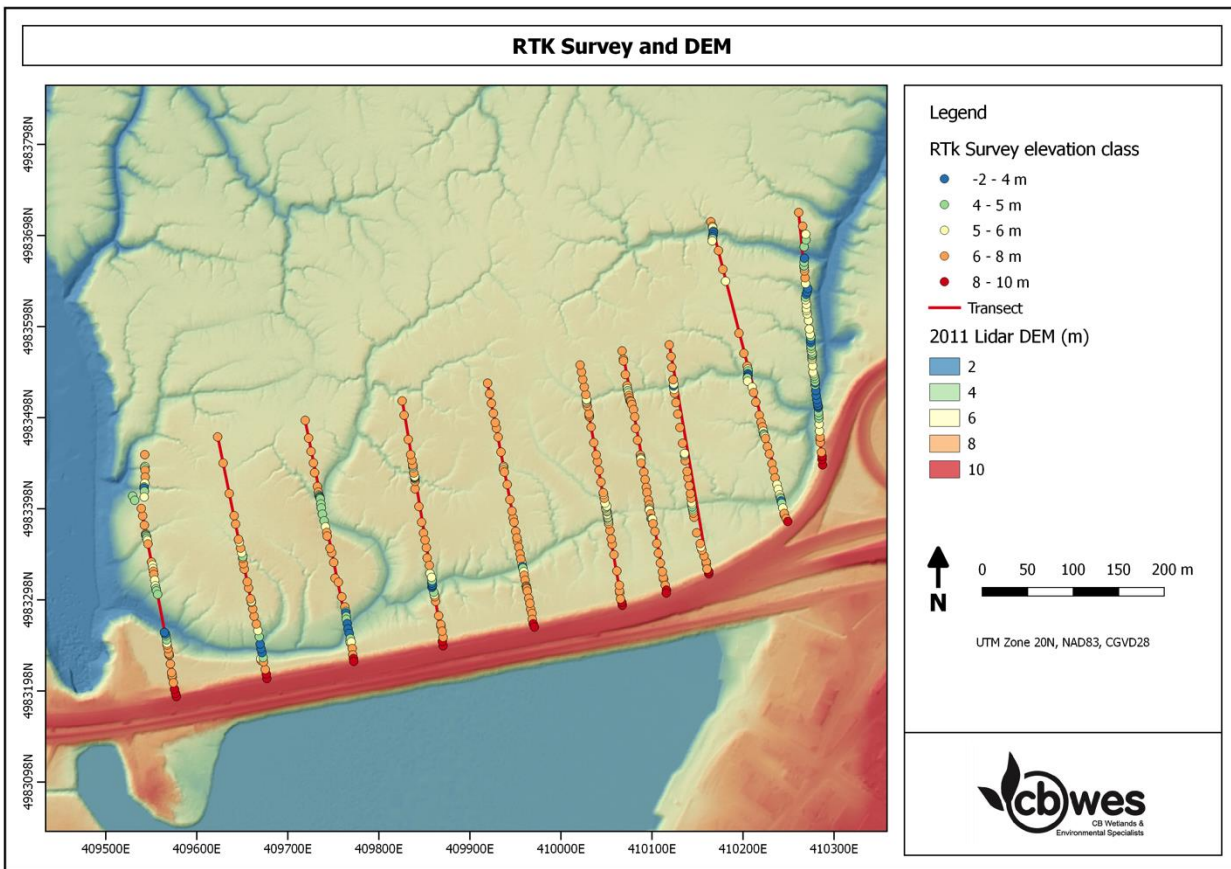 RTK Survey and DEM
4983798N
4983698N
4983598N
4983498N
4983398N
4983298N
4983198N
4983098N
409500E
409600E
409700E
409800E
409900E
410000E
410100E
410200E
410300E
Legend
RTk Survey elevation class
-2 - 4 m
4 - 5 m
5 - 6 m
6 - 8 m
8 - 10 m
Transect
2011 Lidar DEM (m)
2
4
6
8
10
N
0 50 100 150 200 m
UTM Zone 20N, NAD83, CGVD28
cbwes
CB Wetlands &
Environmental Specialists